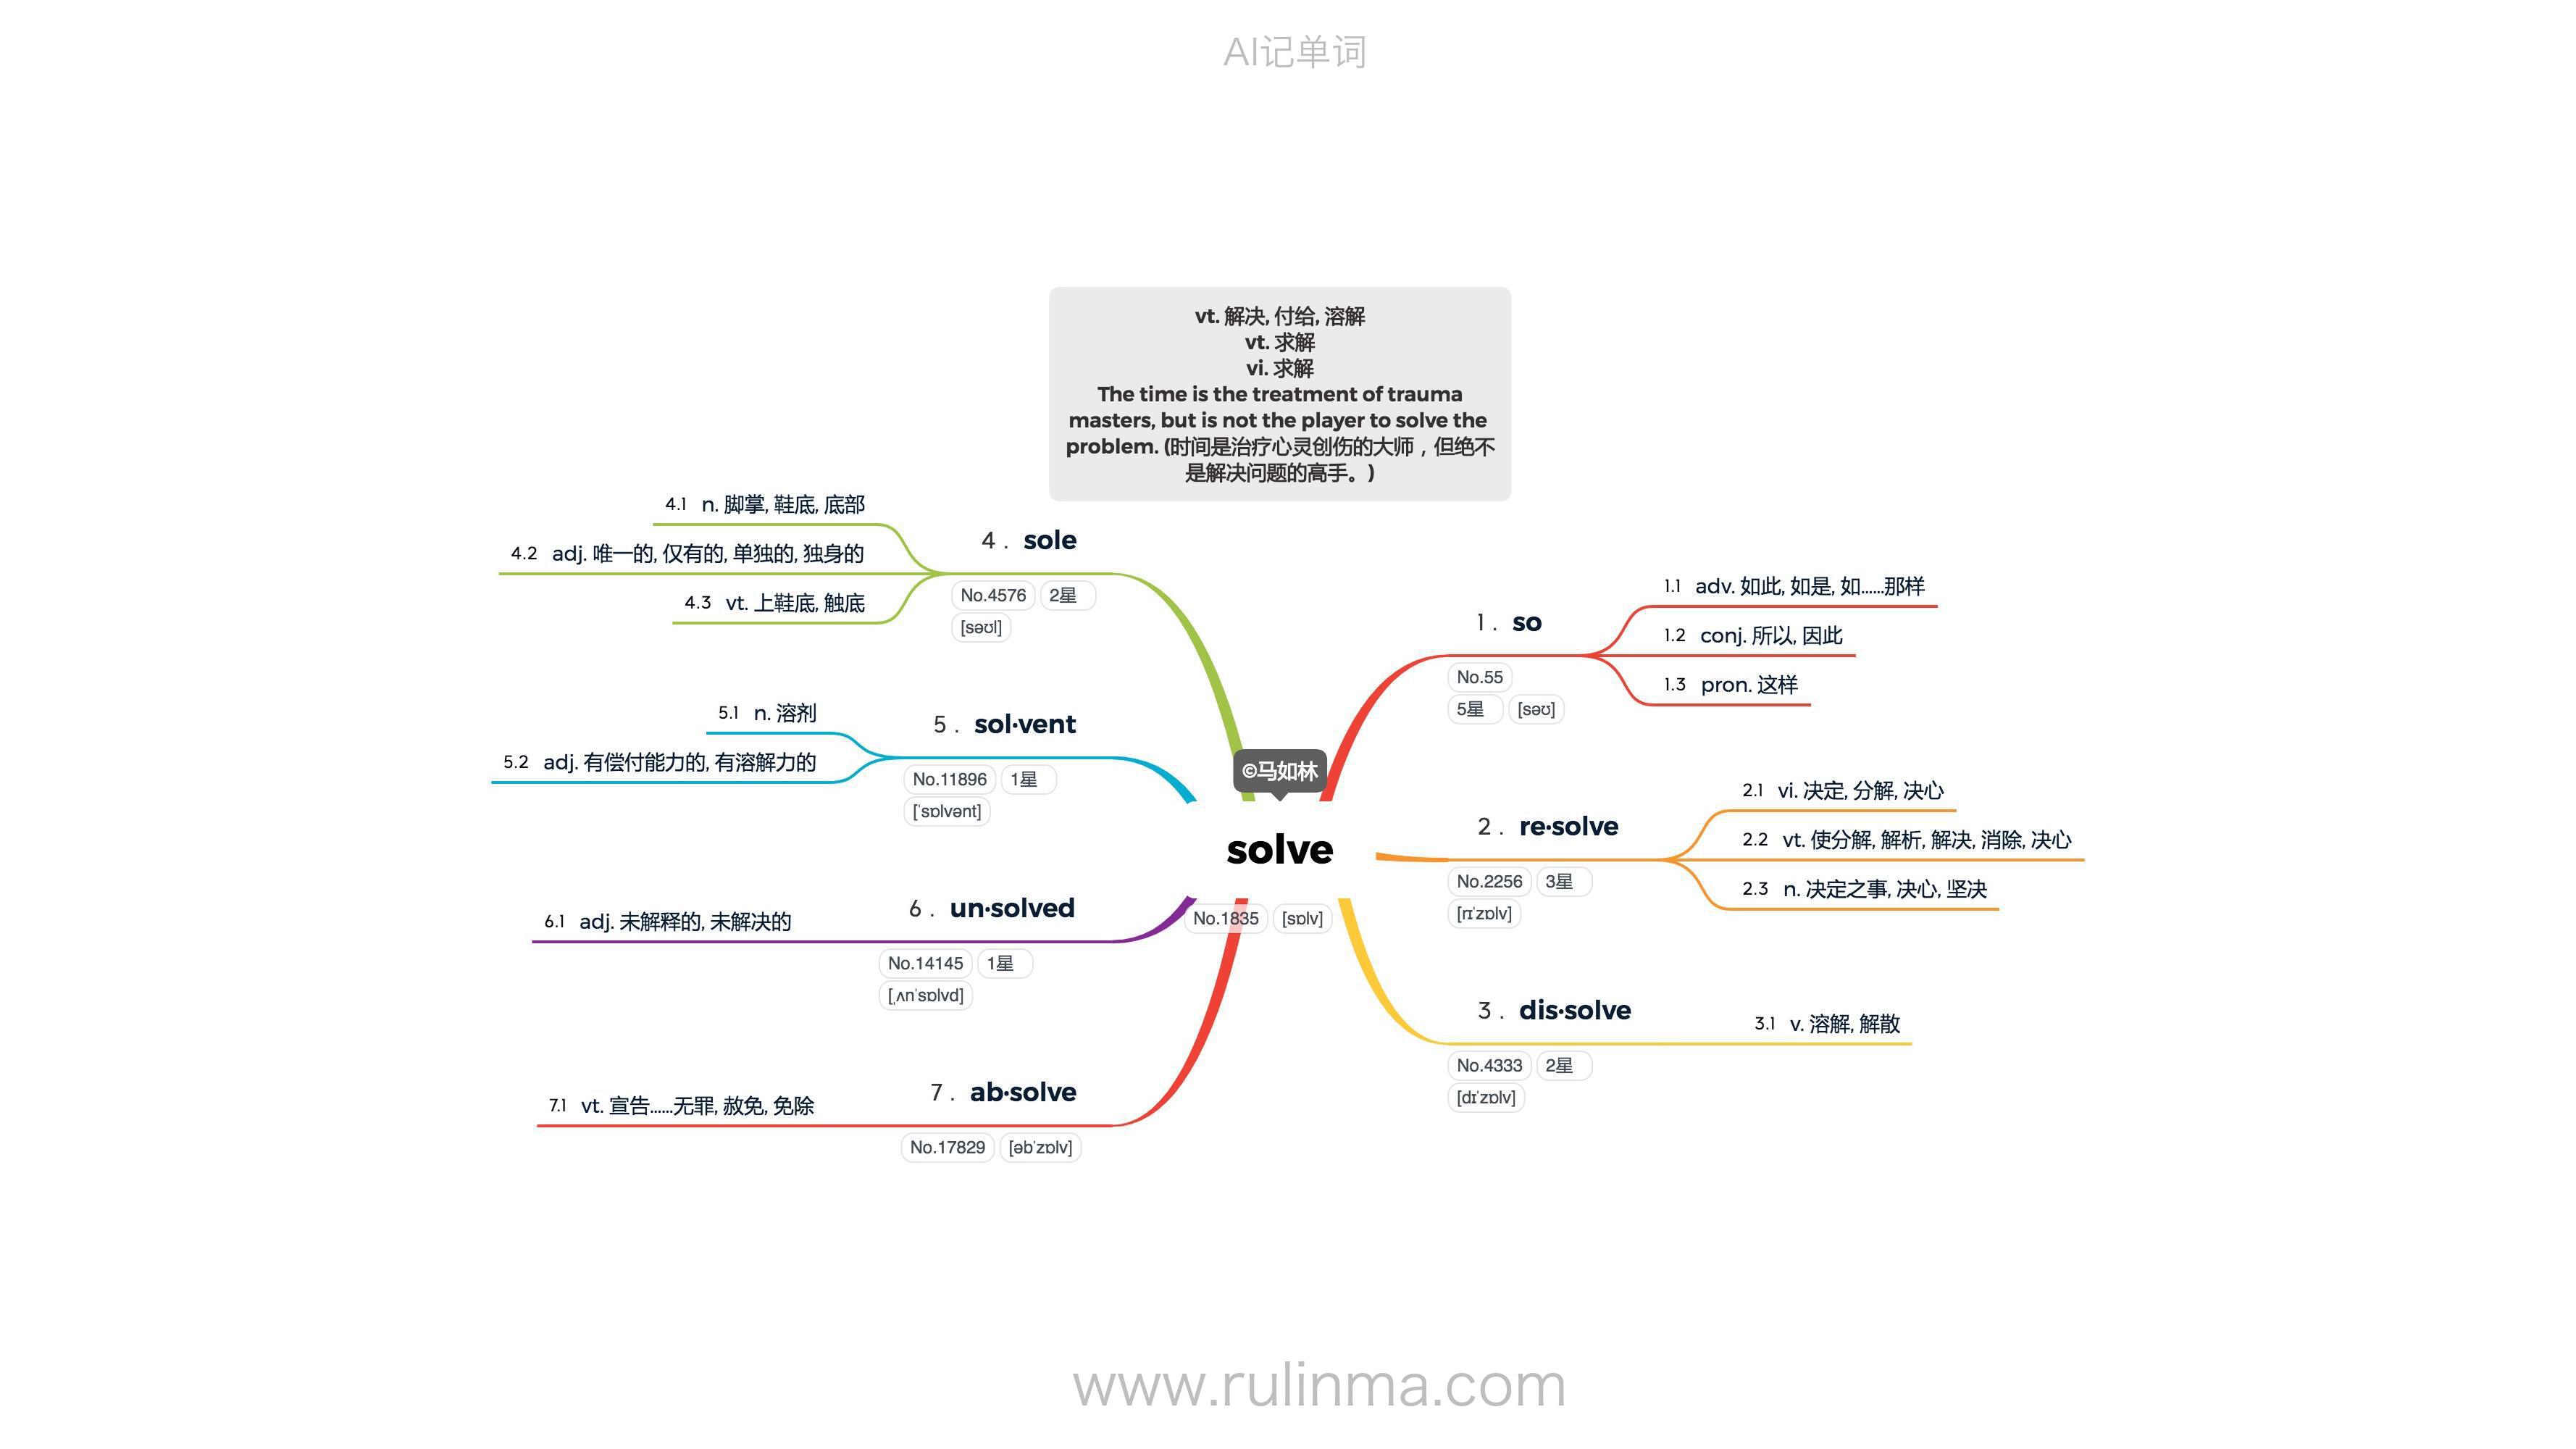 AI记单词
vt. 解决, 付给, 溶解
vt. 求解
vi. 求解
The time is the treatment of trauma
masters, but is not the player to solve the
problem. (时间是治疗心灵创伤的大师，但绝不
是解决问题的高手。)
©马如林
solve
No.1835 [sɒlv]
1 . so
No.55
5星 [səʊ]
1.1 adv. 如此, 如是, 如……那样
1.2 conj. 所以, 因此
1.3 pron. 这样
2 . re·solve
No.2256 3星
[rɪˈzɒlv]
2.1 vi. 决定, 分解, 决心
2.2 vt. 使分解, 解析, 解决, 消除, 决心
2.3 n. 决定之事, 决心, 坚决
3 . dis·solve
No.4333 2星
[dɪˈzɒlv]
3.1 v. 溶解, 解散
4 . sole
No.4576 2星
[səʊl]
4.1 n. 脚掌, 鞋底, 底部
4.2 adj. 唯一的, 仅有的, 单独的, 独身的
4.3 vt. 上鞋底, 触底
5 . sol·vent
No.11896 1星
[ˈsɒlvənt]
5.1 n. 溶剂
5.2 adj. 有偿付能力的, 有溶解力的
6 . un·solved
No.14145 1星
[ˌʌnˈsɒlvd]
6.1 adj. 未解释的, 未解决的
7 . ab·solve
No.17829 [əbˈzɒlv]
7.1 vt. 宣告……无罪, 赦免, 免除
www.rulinma.com